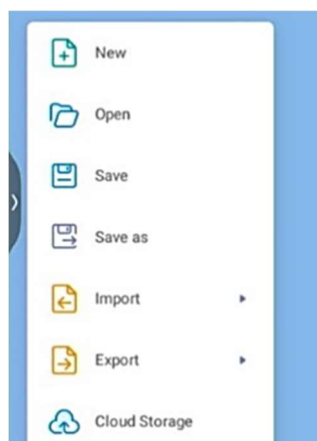 New
Open
Save
Save as
Import
Export
Cloud Storage